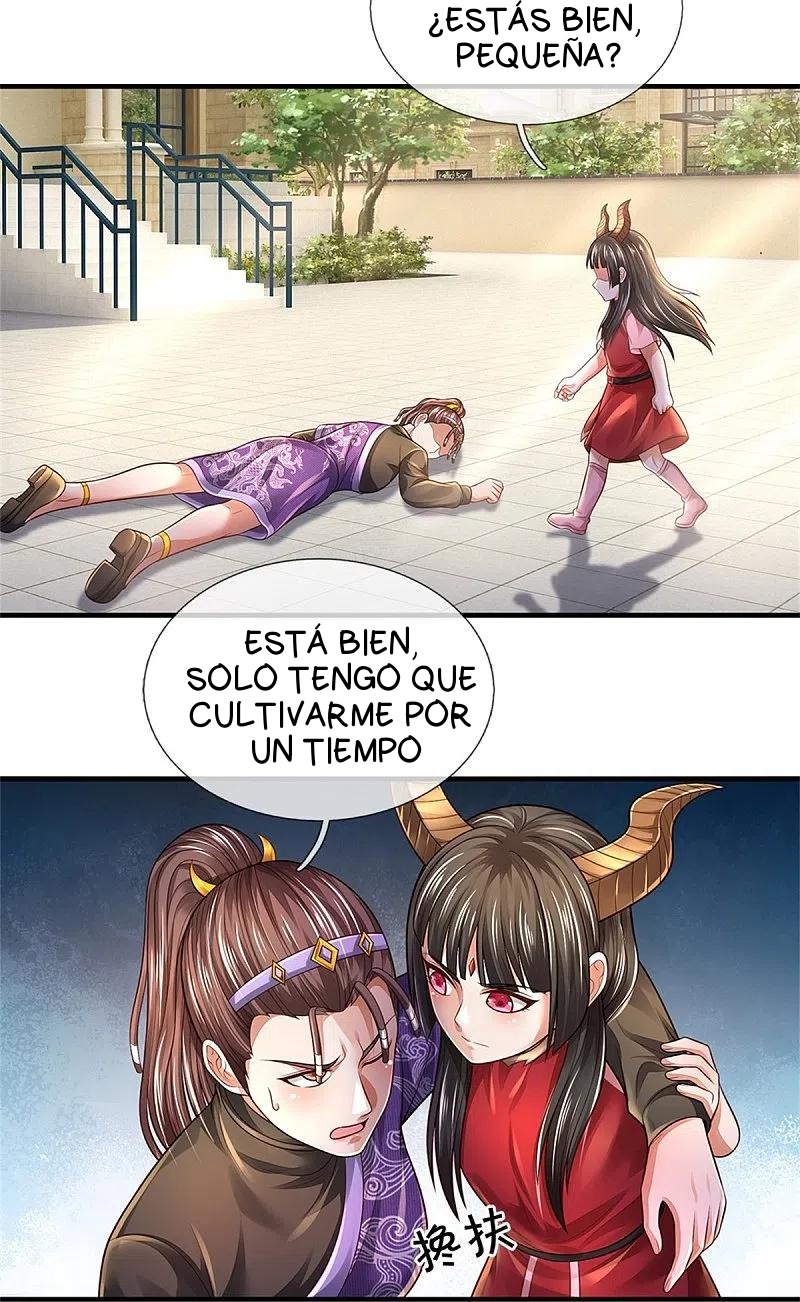 ¿ESTÁS BIEN,
PEQUEÑA?
ESTÁ BIEN,
SOLO TENGO QUE
CULTIVARME POR
UN TIEMPO
搀扶